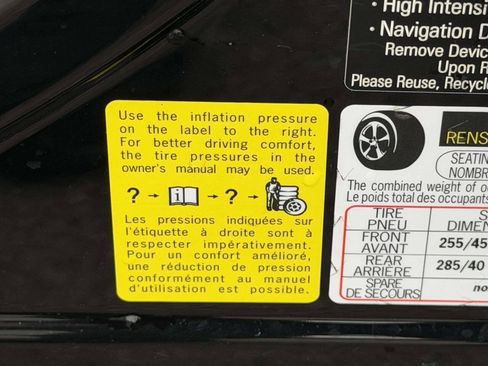 · High Intensi
· Navigation D
Remove Devic
Upon R
Please Reuse, Recycl
Use the inflation pressure
on the label to the right.
For better driving comfort,
the tire pressures in the
owner's manual may be used.
? → i → ? →
Les pressions indiquées sur
l'étiquette à droite sont à
respecter impérativement.
Pour un confort amélioré,
une réduction de pression
conformément au manuel
d'utilisation est possible.
RENS
SEATIN
NOMBR
The combined weight of oc
Le poids total des occupants
TIRE S
PNEU DIMEN
FRONT
AVANT 255/45
REAR
ARRIÈRE 285/40
SPARE
DE SECOURS no